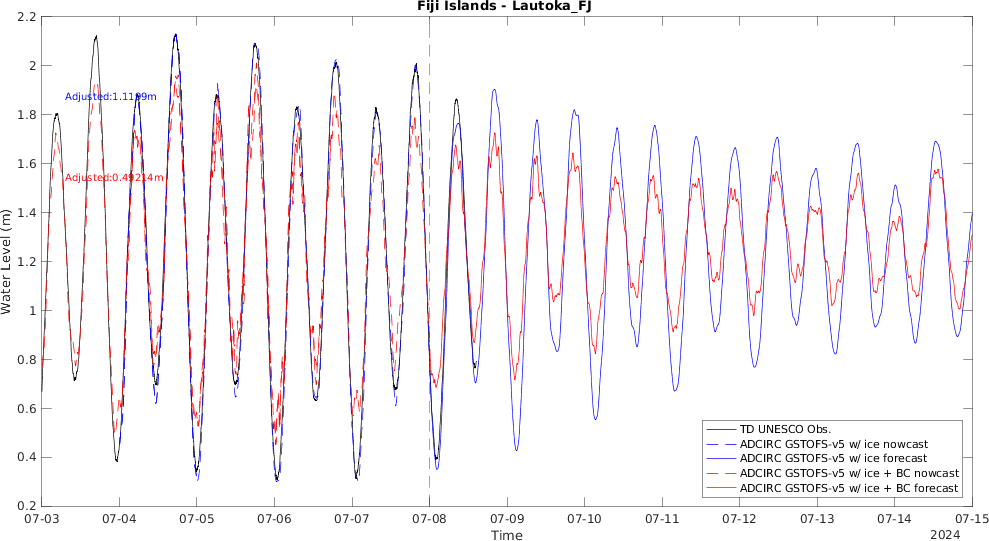 Fiji Islands - Lautoka_FJ
2.2
2
1.8
1.6
1.4
1.2
1
0.8
0.6
0.4
0.2
Water Level (m)
Adjusted:1.1199m
Adjusted:0.49214m
TD UNESCO Obs.
ADCIRC GSTOFS-v5 w/ ice nowcast
ADCIRC GSTOFS-v5 w/ ice forecast
ADCIRC GSTOFS-v5 w/ ice + BC nowcast
ADCIRC GSTOFS-v5 w/ ice + BC forecast
07-03 07-04 07-05 07-06 07-07 07-08 07-09 07-10 07-11 07-12 07-13 07-14 07-15
Time
2024